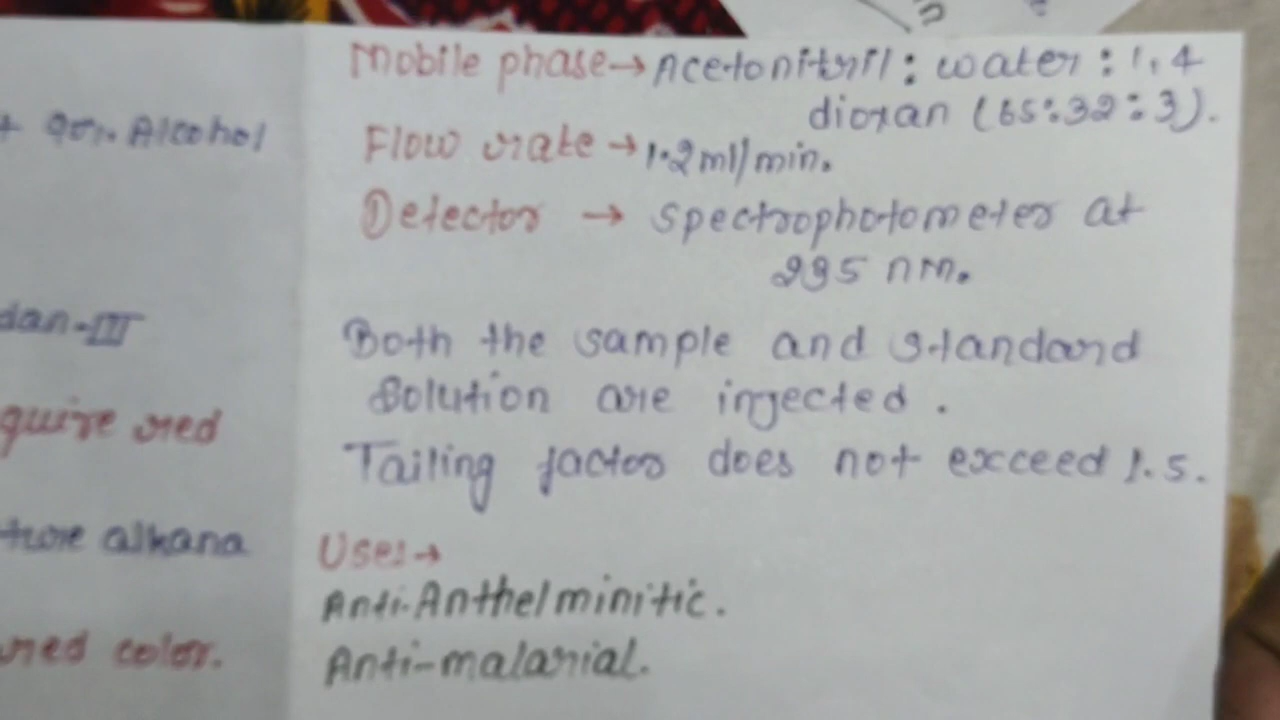 + 90%. Alcohol
dan-III
quire red
ture alkana
red color.
Mobile phase→ Acetonitril : water : 1,4
dioxan (65:32:3).
Flow rate → 1.2 ml/min.
Detector → spectrophotometer at
235 nm.
Both the sample and standard
Solution are injected.
Tailing factor does not exceed 1.5.
Uses→
Anti-Anthelminitic.
Anti-malarial.